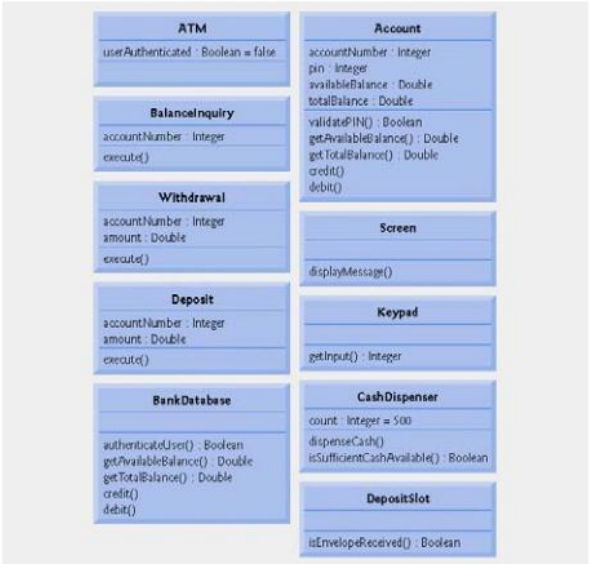 ATM
userAuthenticated : Boolean = false
BalanceInquiry
accountNumber : Integer
execute()
Withdrawal
accountNumber : Integer
amount : Double
execute()
Deposit
accountNumber : Integer
amount : Double
execute()
BankDatabase
authenticateUser() : Boolean
getAvailableBalance() : Double
getTotalBalance() : Double
credit()
debit()
Account
accountNumber : Integer
pin : Integer
availableBalance : Double
totalBalance : Double
validatePIN() : Boolean
getAvailableBalance() : Double
getTotalBalance() : Double
credit()
debit()
Screen
displayMessage()
Keypad
getInput() : Integer
CashDispenser
count : Integer = 500
dispenseCash()
isSufficientCashAvailable() : Boolean
DepositSlot
isEnvelopeReceived() : Boolean